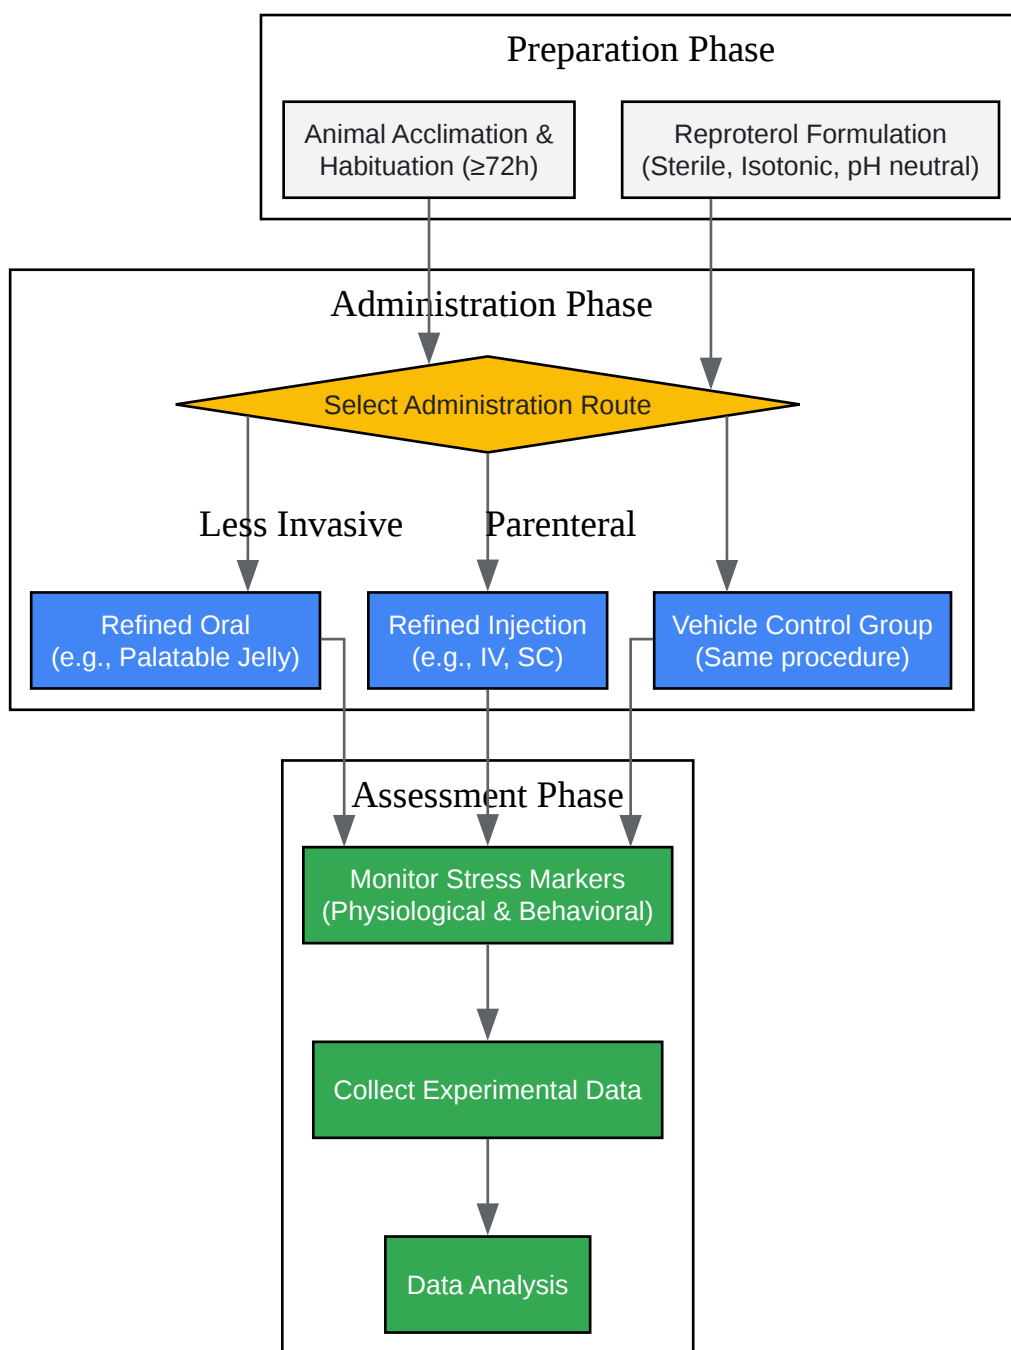 Preparation Phase
Animal Acclimation &
Habituation (≥72h)
Reproterol Formulation
(Sterile, Isotonic, pH neutral)
Administration Phase
Select Administration Route
Less Invasive
Parenteral
Refined Oral
(e.g., Palatable Jelly)
Refined Injection
(e.g., IV, SC)
Vehicle Control Group
(Same procedure)
Assessment Phase
Monitor Stress Markers
(Physiological & Behavioral)
Collect Experimental Data
Data Analysis